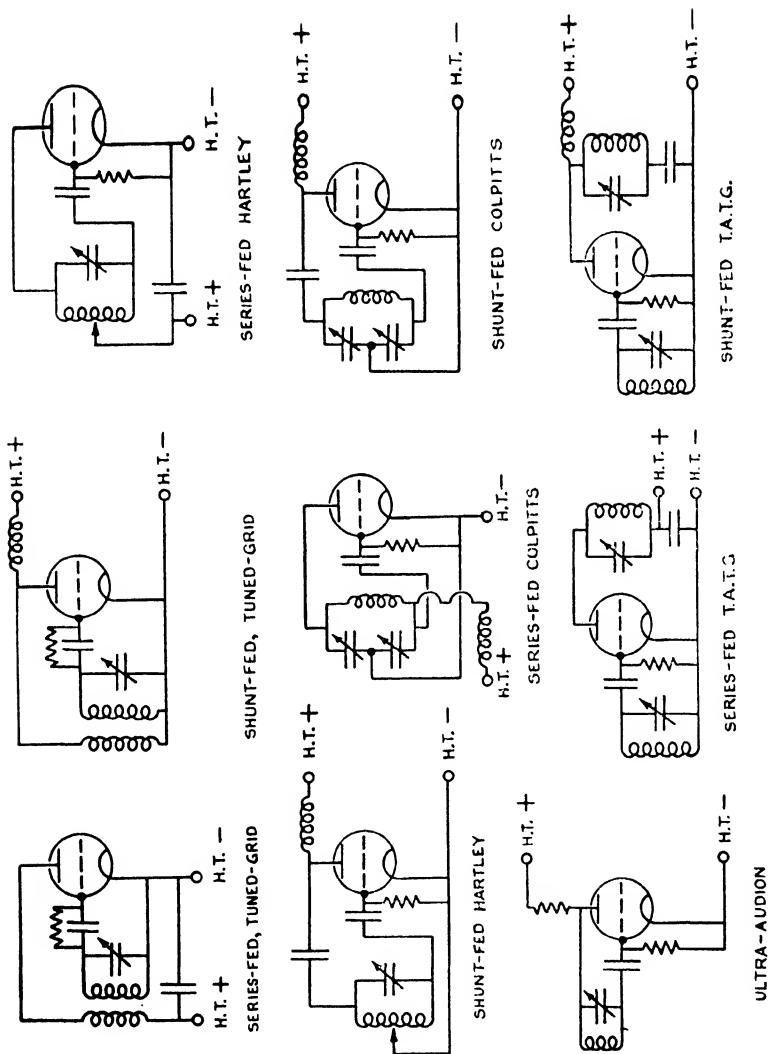 H.T. +
H.T. −
SERIES-FED, TUNED-GRID
H.T. +
H.T. −
SHUNT-FED, TUNED-GRID
H.T. +
H.T. −
SERIES-FED HARTLEY
H.T. +
H.T. −
SHUNT-FED HARTLEY
H.T. +
H.T. −
SERIES-FED COLPITTS
H.T. +
H.T. −
SHUNT-FED COLPITTS
H.T. +
H.T. −
ULTRA-AUDION
H.T. +
H.T. −
SERIES-FED T.A.T.G
H.T. +
H.T. −
SHUNT-FED T.A.T.G.